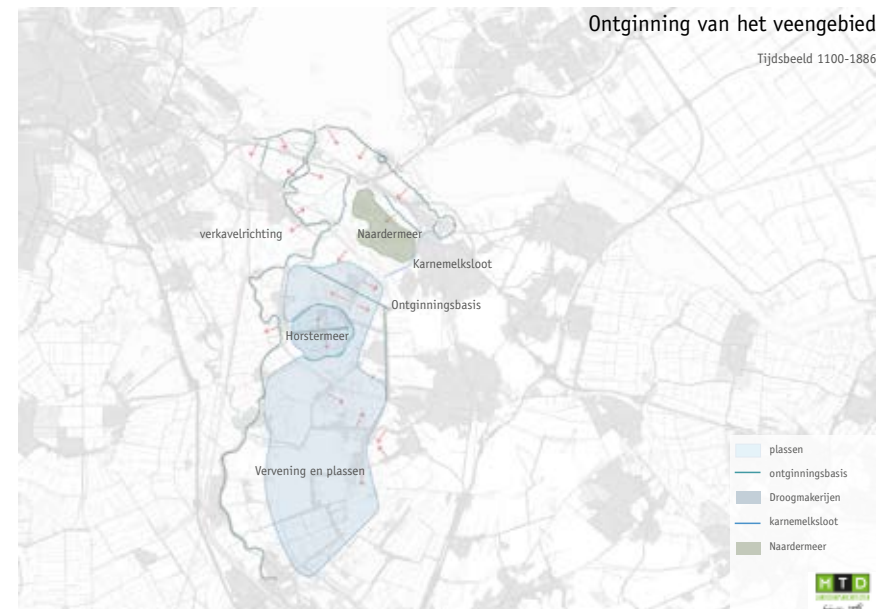 Ontginning van het veengebied
Tijdsbeeld 1100-1886
verkavelrichting
Naardermeer
Karnemelksloot
Ontginningsbasis
Horstermeer
Vervening en plassen
plassen
ontginningsbasis
Droogmakerijen
karnemelksloot
Naardermeer
MTD